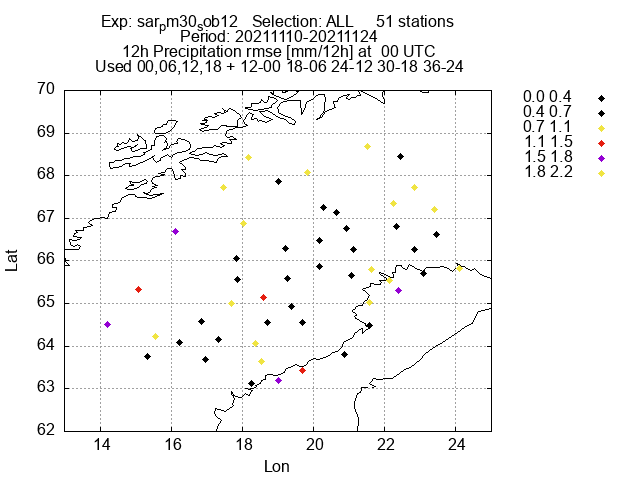 Exp: sarpm30sob12 Selection: ALL 51 stations
Period: 20211110-20211124
12h Precipitation rmse [mm/12h] at 00 UTC
Used 00,06,12,18 + 12-00 18-06 24-12 30-18 36-24
0.0 0.4
0.4 0.7
0.7 1.1
1.1 1.5
1.5 1.8
1.8 2.2
70
69
68
67
66
65
64
63
62
Lat
14 16 18 20 22 24
Lon